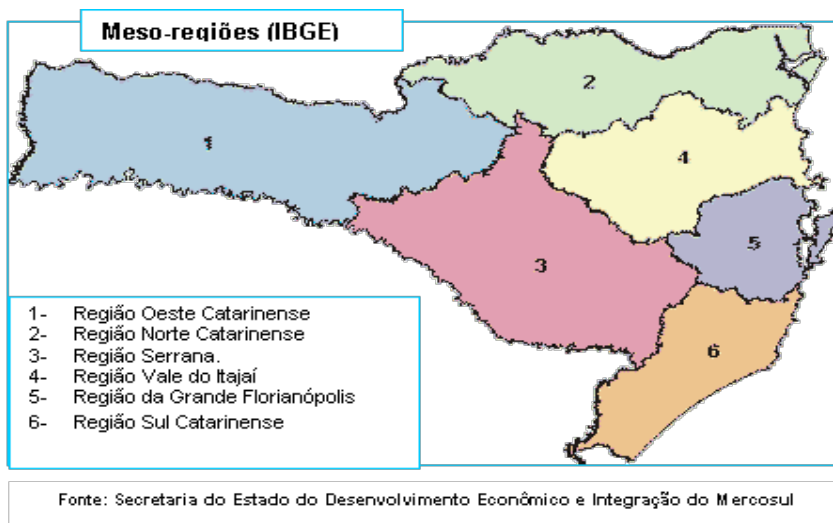 Meso-regiões (IBGE)
2
1
4
5
3
6
1- Região Oeste Catarinense
2- Região Norte Catarinense
3- Região Serrana.
4- Região Vale do Itajaí
5- Região da Grande Florianópolis
6- Região Sul Catarinense
Fonte: Secretaria do Estado do Desenvolvimento Econômico e Integração do Mercosul